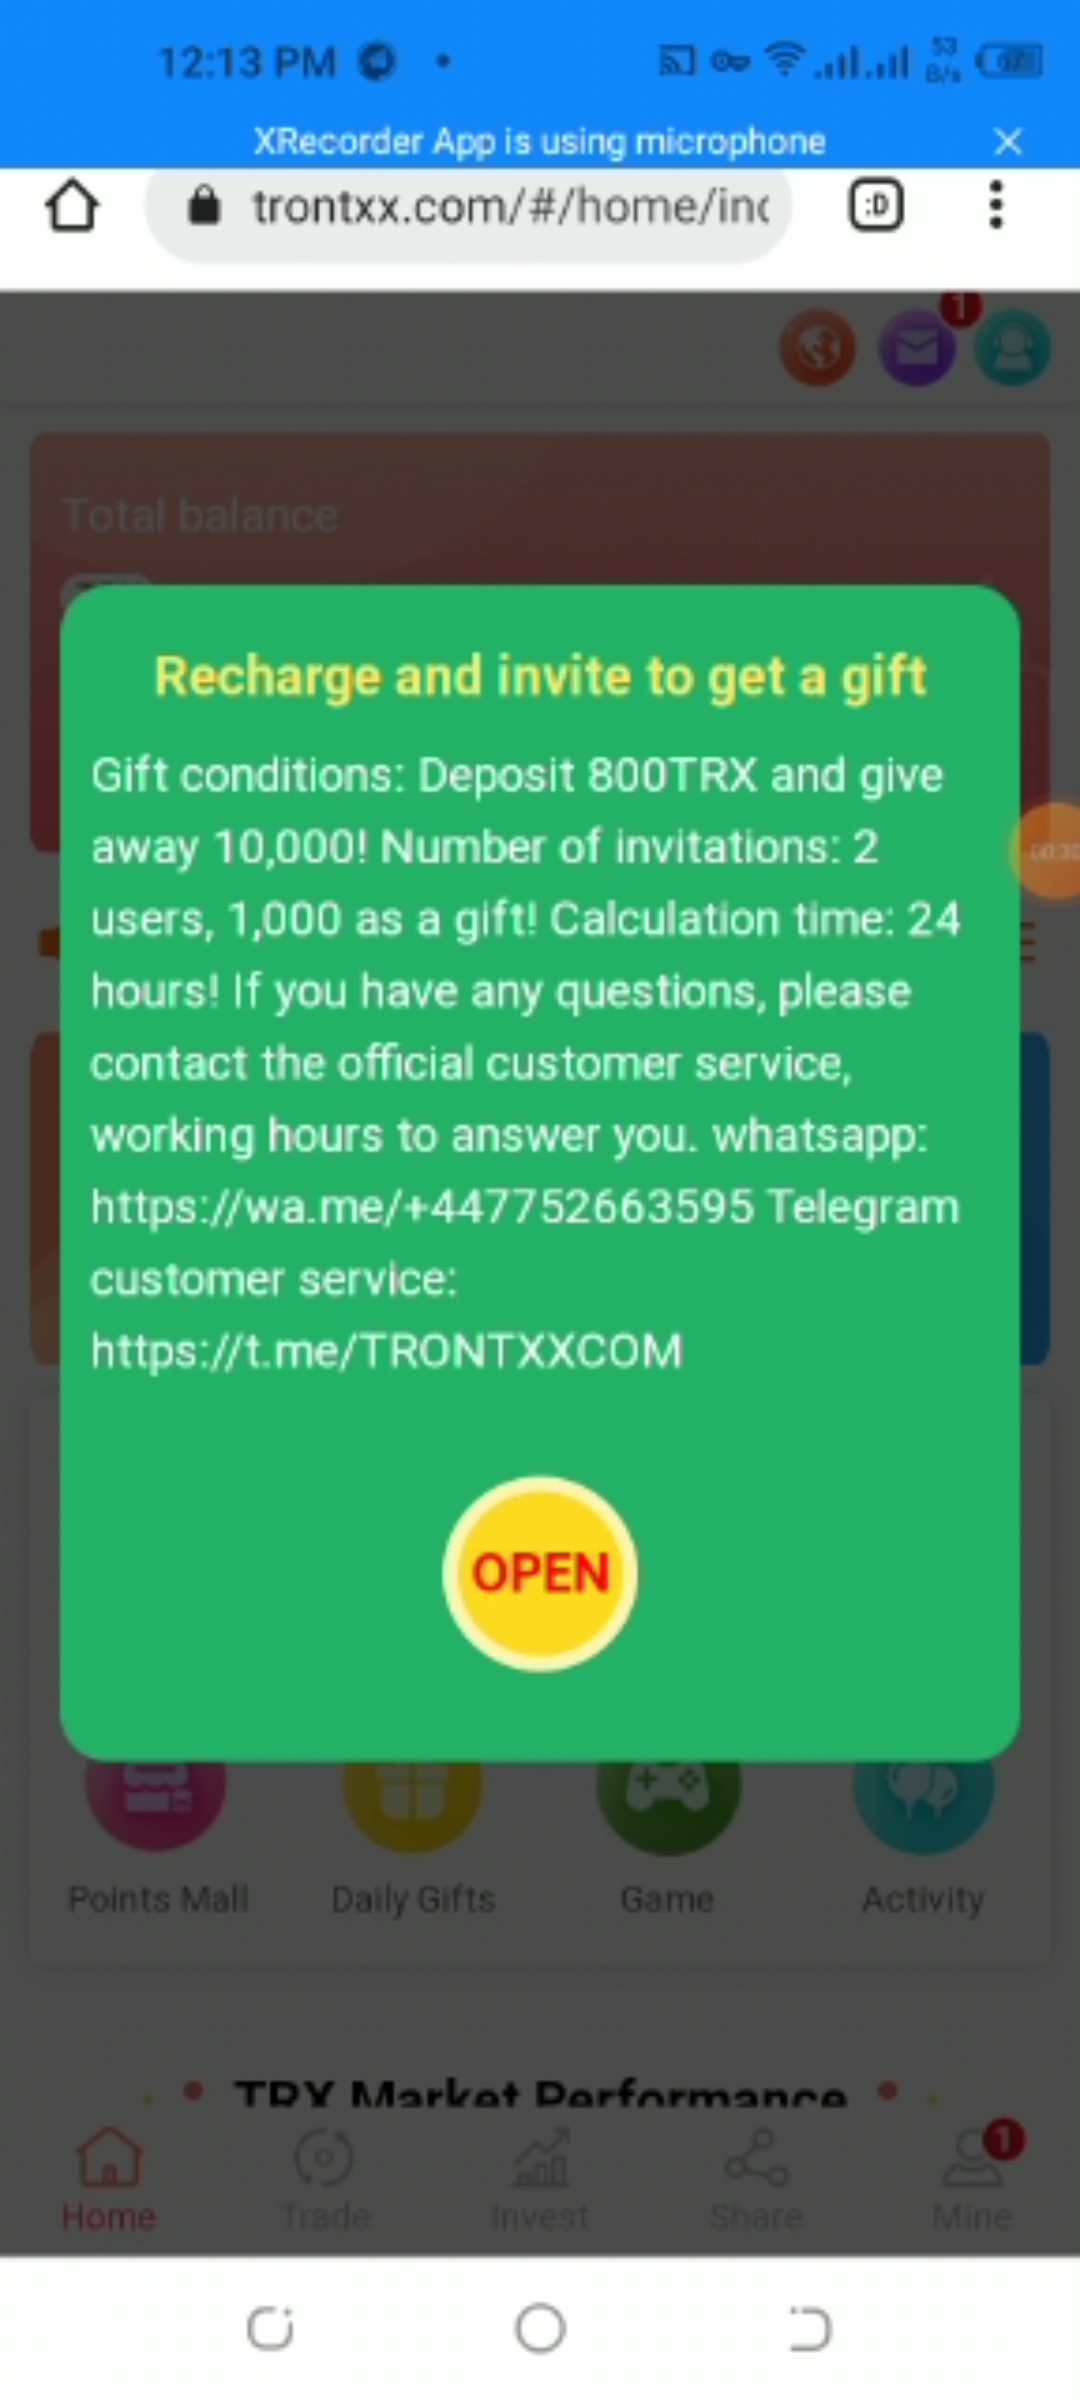 12:13 PM
53
B/s
XRecorder App is using microphone
trontxx.com/#/home/in
:D
1
Total balance
Recharge and invite to get a gift
Gift conditions: Deposit 800TRX and give
away 10,000! Number of invitations: 2
users, 1,000 as a gift! Calculation time: 24
hours! If you have any questions, please
contact the official customer service,
working hours to answer you. whatsapp:
https://wa.me/+447752663595 Telegram
customer service:
https://t.me/TRONTXXCOM
OPEN
Points Mall Daily Gifts Game Activity
TRX Market Performance
1
Home Trade Invest Share Mine